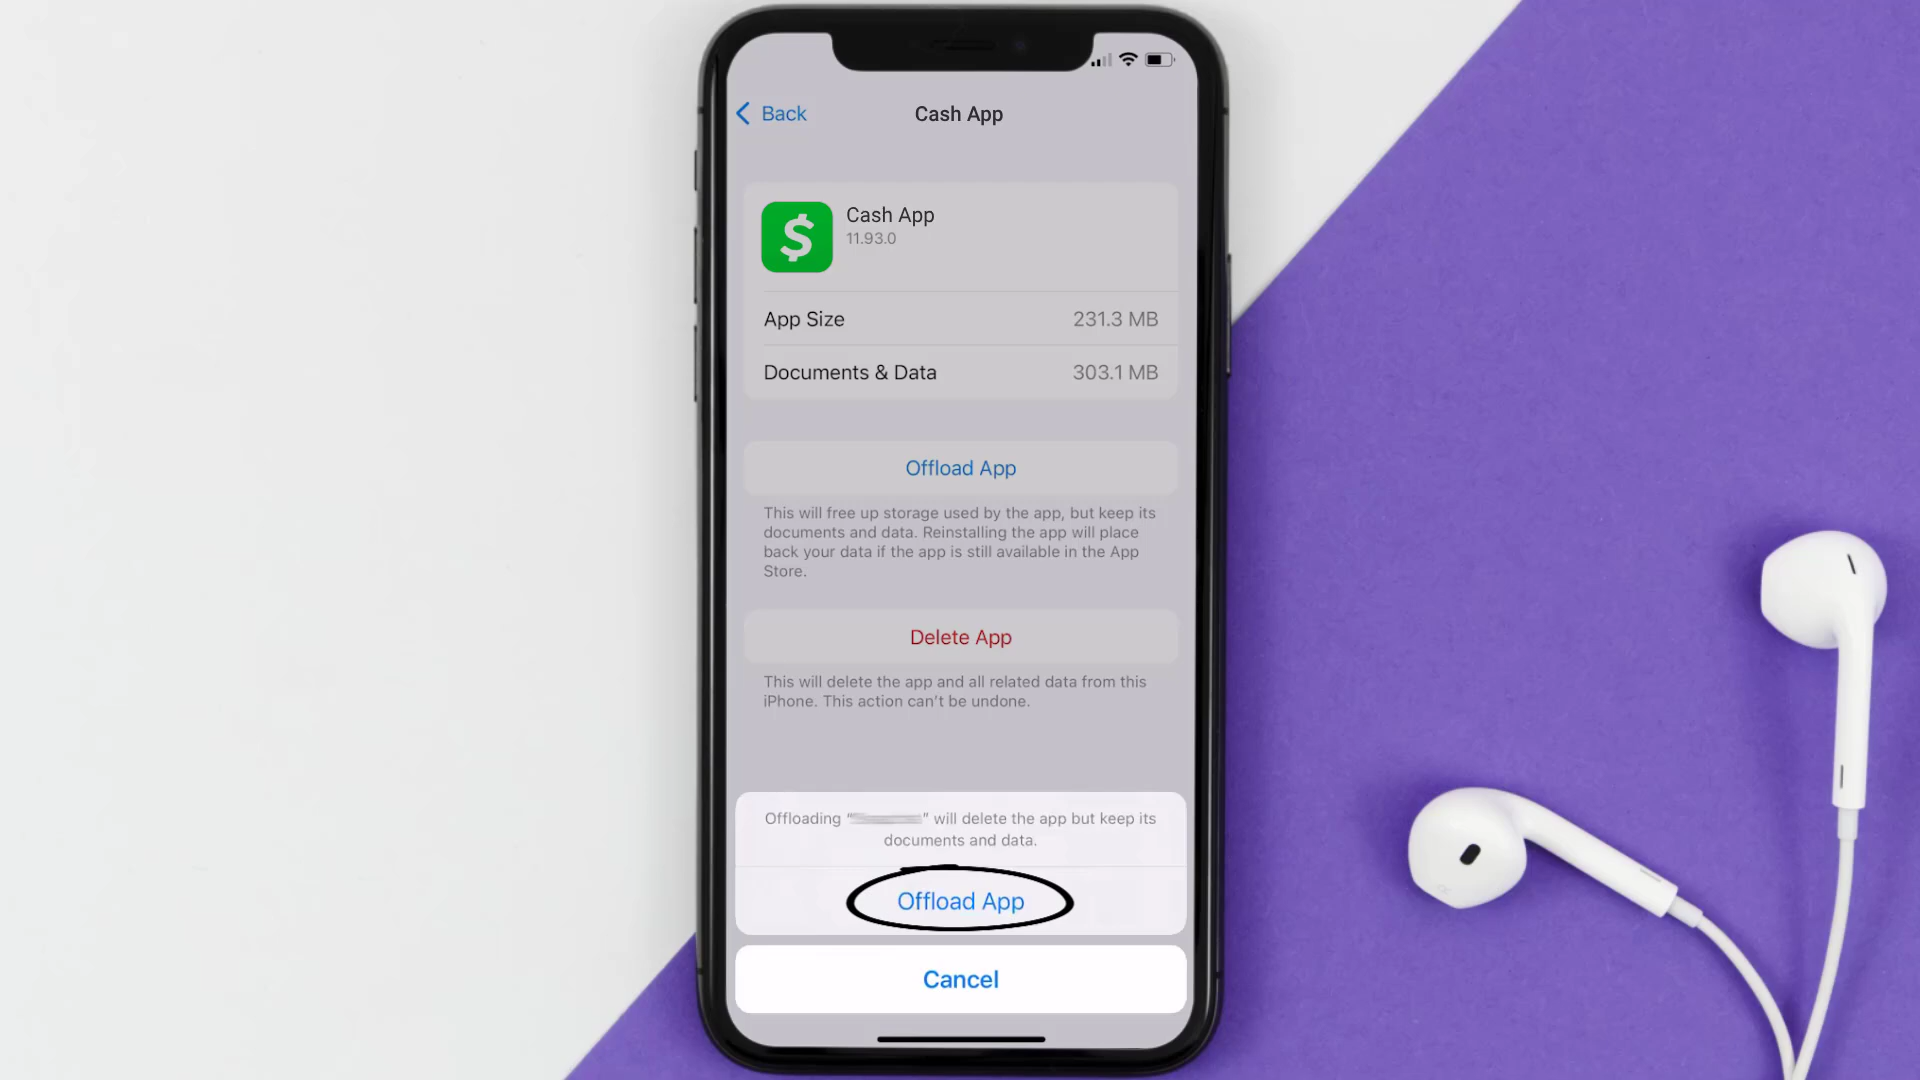 Back
Cash App
$
Cash App
11.93.0
App Size
231.3 MB
Documents & Data
303.1 MB
Offload App
This will free up storage used by the app, but keep its
documents and data. Reinstalling the app will place
back your data if the app is still available in the App
Store.
Delete App
This will delete the app and all related data from this
iPhone. This action can't be undone.
Offloading “ ” will delete the app but keep its
documents and data.
Offload App
Cancel